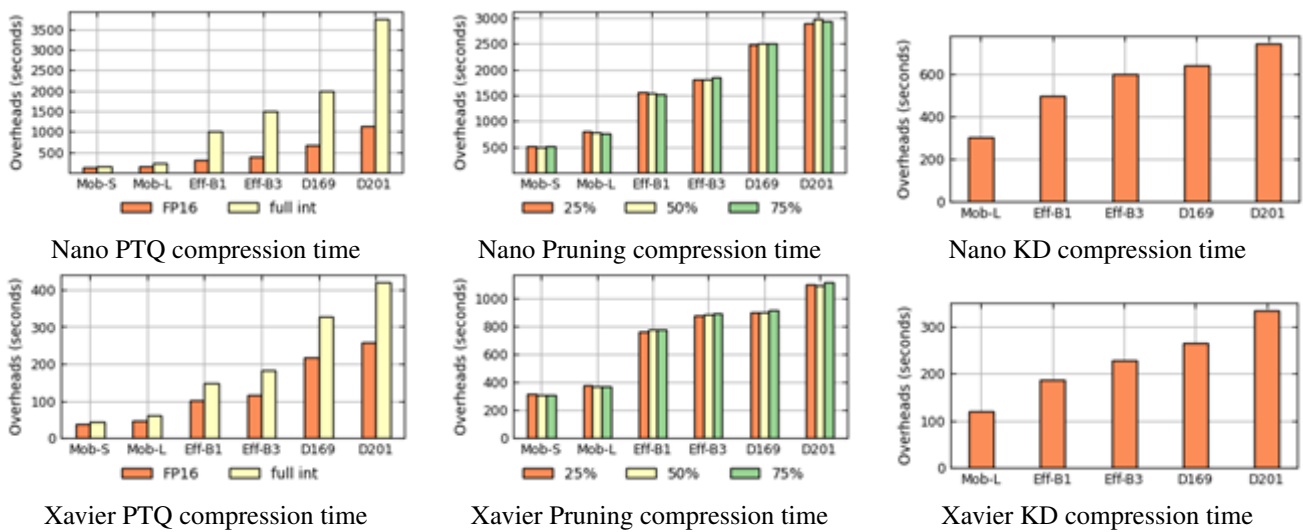 Overheads (seconds)
3500
3000
2500
2000
1500
1000
500
Mob-S Mob-L Eff-B1 Eff-B3 D169 D201
FP16 full int
Nano PTQ compression time
Overheads (seconds)
3000
2500
2000
1500
1000
500
Mob-S Mob-L Eff-B1 Eff-B3 D169 D201
25% 50% 75%
Nano Pruning compression time
Overheads (seconds)
600
400
200
0
Mob-L Eff-B1 Eff-B3 D169 D201
Nano KD compression time
Overheads (seconds)
400
300
200
100
0
Mob-S Mob-L Eff-B1 Eff-B3 D169 D201
FP16 full int
Xavier PTQ compression time
Overheads (seconds)
1000
800
600
400
200
0
Mob-S Mob-L Eff-B1 Eff-B3 D169 D201
25% 50% 75%
Xavier Pruning compression time
Overheads (seconds)
300
200
100
0
Mob-L Eff-B1 Eff-B3 D169 D201
Xavier KD compression time